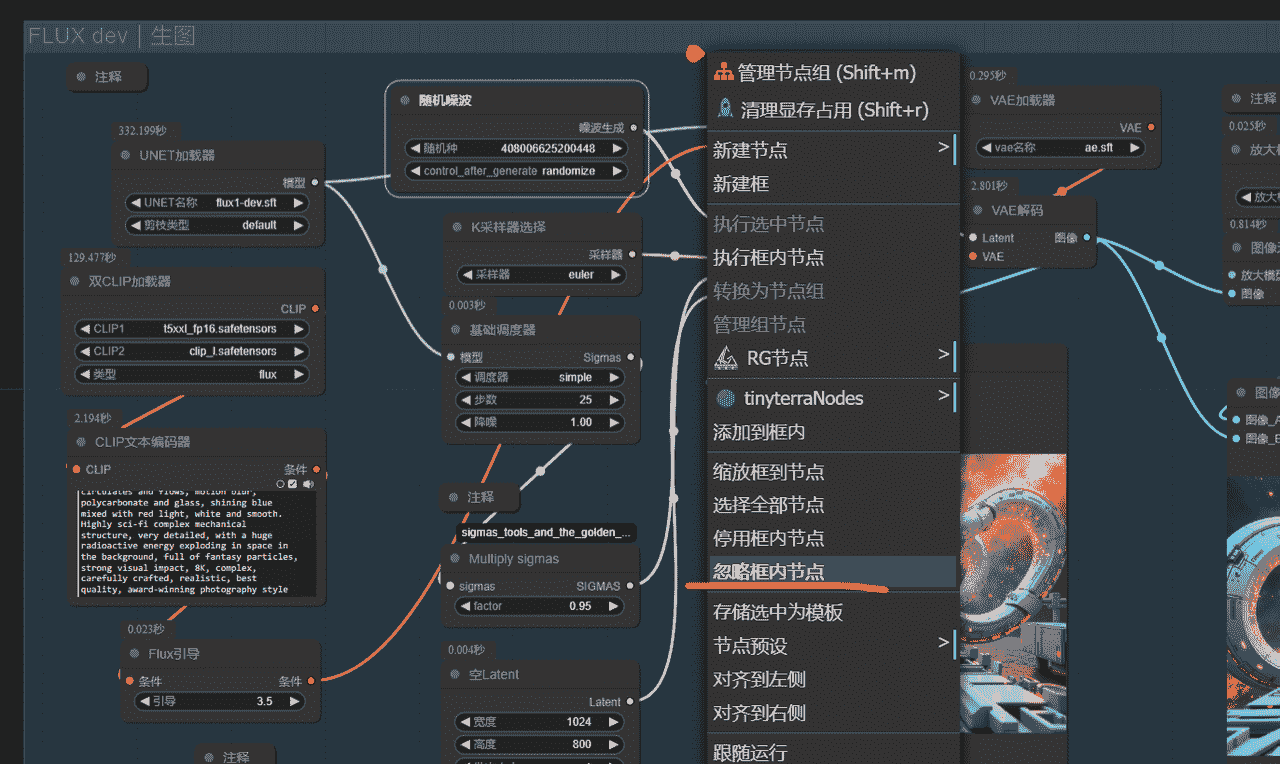 FLUX dev | 生图
注释
332.199秒
UNET加载器
模型
UNET名称 flux1-dev.sft
剪枝类型 default
129.477秒
双CLIP加载器
CLIP
CLIP1 t5xxl_fp16.safetensors
CLIP2 clip_l.safetensors
类型 flux
2.194秒
CLIP文本编码器
CLIP 条件
circulates and flows, motion blur,
polycarbonate and glass, shining blue
mixed with red light, white and smooth.
Highly sci-fi complex mechanical
structure, very detailed, with a huge
radioactive energy exploding in space in
the background, full of fantasy particles,
strong visual impact, 8K, complex,
carefully crafted, realistic, best
quality, award-winning photography style
0.023秒
Flux引导
条件 条件
引导 3.5
注释
随机噪波
噪波生成
随机种 408006625200448
control_after_generate randomize
K采样器选择
采样器
采样器 euler
0.003秒
基础调度器
模型 Sigmas
调度器 simple
步数 25
降噪 1.00
注释
sigmas_tools_and_the_golden_...
Multiply sigmas
sigmas SIGMAS
factor 0.95
0.004秒
空Latent
Latent
宽度 1024
高度 800
管理节点组 (Shift+m)
清理显存占用 (Shift+r)
新建节点 >
新建框
执行选中节点
执行框内节点
转换为节点组
管理组节点
RG节点 >
tinyterraNodes >
添加到框内
缩放框到节点
选择全部节点
停用框内节点
忽略框内节点
存储选中为模板
节点预设 >
对齐到左侧
对齐到右侧
跟随运行
0.295秒
VAE加载器
VAE
vae名称 ae.sft
2.801秒
VAE解码
Latent 图像
VAE
注释
0.025秒
放大
0.814秒
图像
放大模型
图像
图像
图像_A